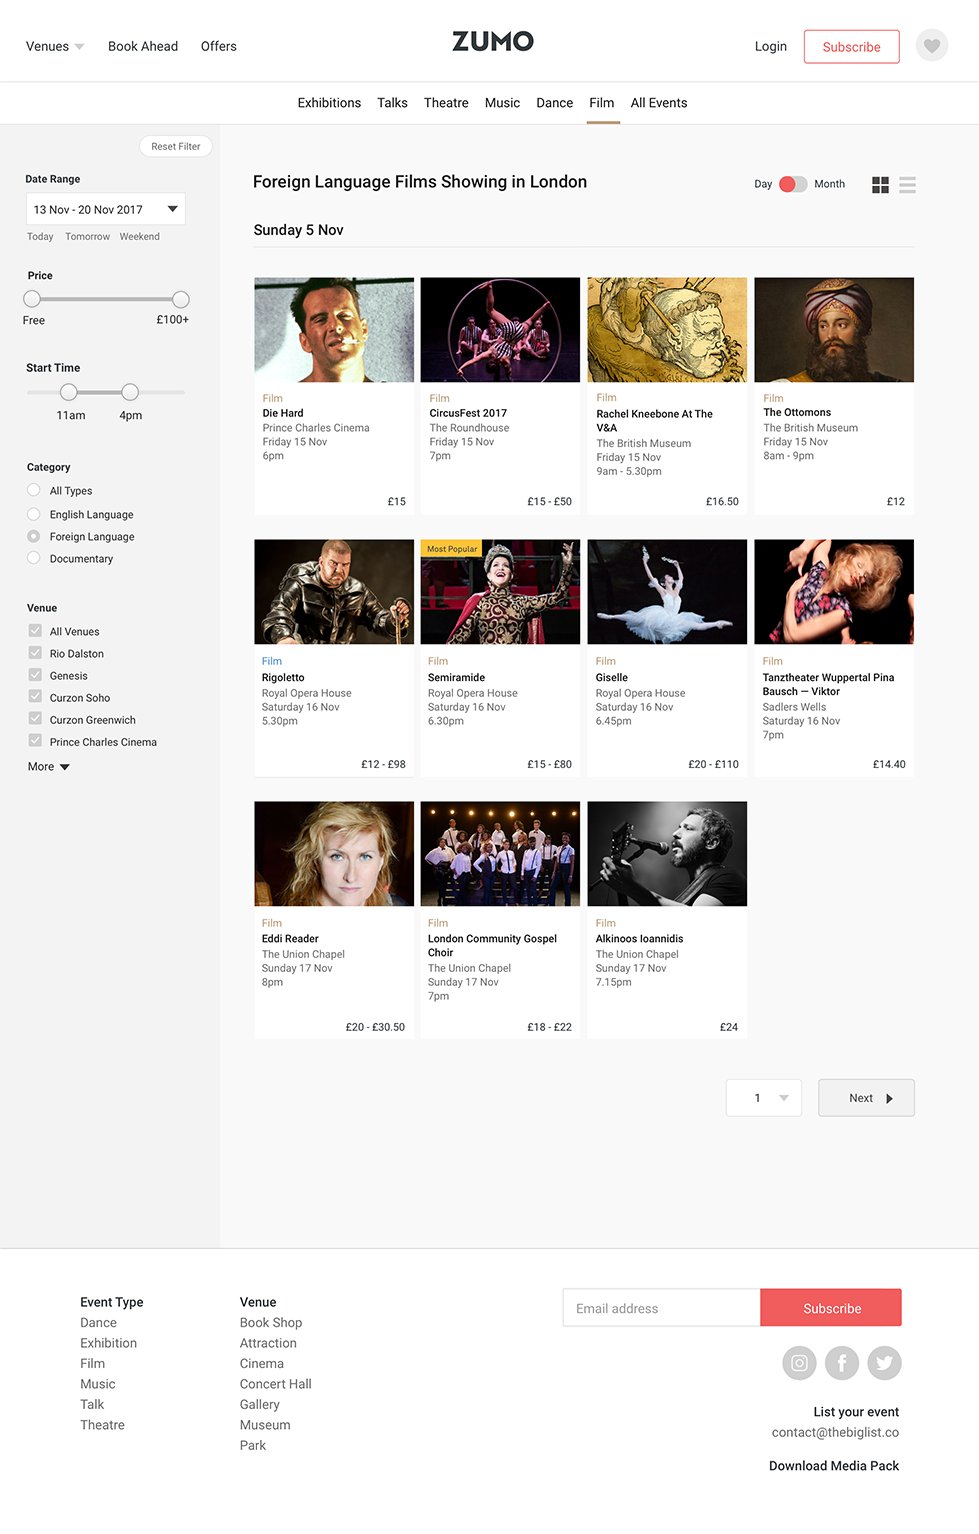 Venues
Book Ahead
Offers
ZUMO
Login
Subscribe
Exhibitions
Talks
Theatre
Music
Dance
Film
All Events
Reset Filter
Date Range
13 Nov - 20 Nov 2017
Today
Tomorrow
Weekend
Price
Free
£100+
Start Time
11am
4pm
Category
All Types
English Language
Foreign Language
Documentary
Venue
All Venues
Rio Dalston
Genesis
Curzon Soho
Curzon Greenwich
Prince Charles Cinema
More
Foreign Language Films Showing in London
Day
Month
Sunday 5 Nov
Film
Die Hard
Prince Charles Cinema
Friday 15 Nov
6pm
£15
Film
CircusFest 2017
The Roundhouse
Friday 15 Nov
7pm
£15 - £50
Film
Rachel Kneebone At The
V&A
The British Museum
Friday 15 Nov
9am - 5.30pm
£16.50
Film
The Ottomons
The British Museum
Friday 15 Nov
8am - 9pm
£12
Film
Rigoletto
Royal Opera House
Saturday 16 Nov
5.30pm
£12 - £98
Most Popular
Film
Semiramide
Royal Opera House
Saturday 16 Nov
6.30pm
£15 - £80
Film
Giselle
Royal Opera House
Saturday 16 Nov
6.45pm
£20 - £110
Film
Tanztheater Wuppertal Pina
Bausch — Viktor
Sadlers Wells
Saturday 16 Nov
7pm
£14.40
Film
Eddi Reader
The Union Chapel
Sunday 17 Nov
8pm
£20 - £30.50
Film
London Community Gospel
Choir
The Union Chapel
Sunday 17 Nov
7pm
£18 - £22
Film
Alkinoos Ioannidis
The Union Chapel
Sunday 17 Nov
7.15pm
£24
1
Next
Event Type
Dance
Exhibition
Film
Music
Talk
Theatre
Venue
Book Shop
Attraction
Cinema
Concert Hall
Gallery
Museum
Park
Email address
Subscribe
List your event
contact@thebiglist.co
Download Media Pack